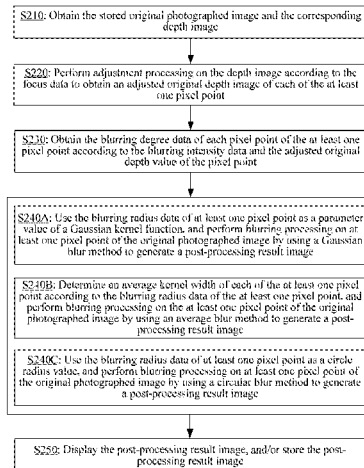 S210: Obtain the stored original photographed image and the corresponding
depth image
S220: Perform adjustment processing on the depth image according to the
focus data to obtain an adjusted original depth image of each of the at least
one pixel point
S230: Obtain the blurring degree data of each pixel point of the at least one
pixel point according to the blurring intensity data and the adjusted original
depth value of the pixel point
S240A: Use the blurring radius data of at least one pixel point as a parameter
value of a Gaussian kernel function, and perform blurring processing on at
least one pixel point of the original photographed image by using a Gaussian
blur method to generate a post-processing result image
S240B: Determine an average kernel width of each of the at least one pixel
point according to the blurring radius data of the at least one pixel point, and
perform blurring processing on the at least one pixel point of the original
photographed image by using an average blur method to generate a post-
processing result image
S240C: Use the blurring radius data of at least one pixel point as a circle
radius value, and perform blurring processing on at least one pixel point of
the original photographed image by using a circular blur method to generate
a post-processing result image
S250: Display the post-processing result image, and/or store the post-
processing result image